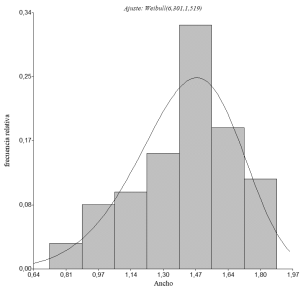 Ajuste: Weibull(6,301,1,519)
0,34
0,25
0,17
0,08
0,00
frecuencia relativa
0,64 0,81 0,97 1,14 1,30 1,47 1,64 1,80 1,97
Ancho